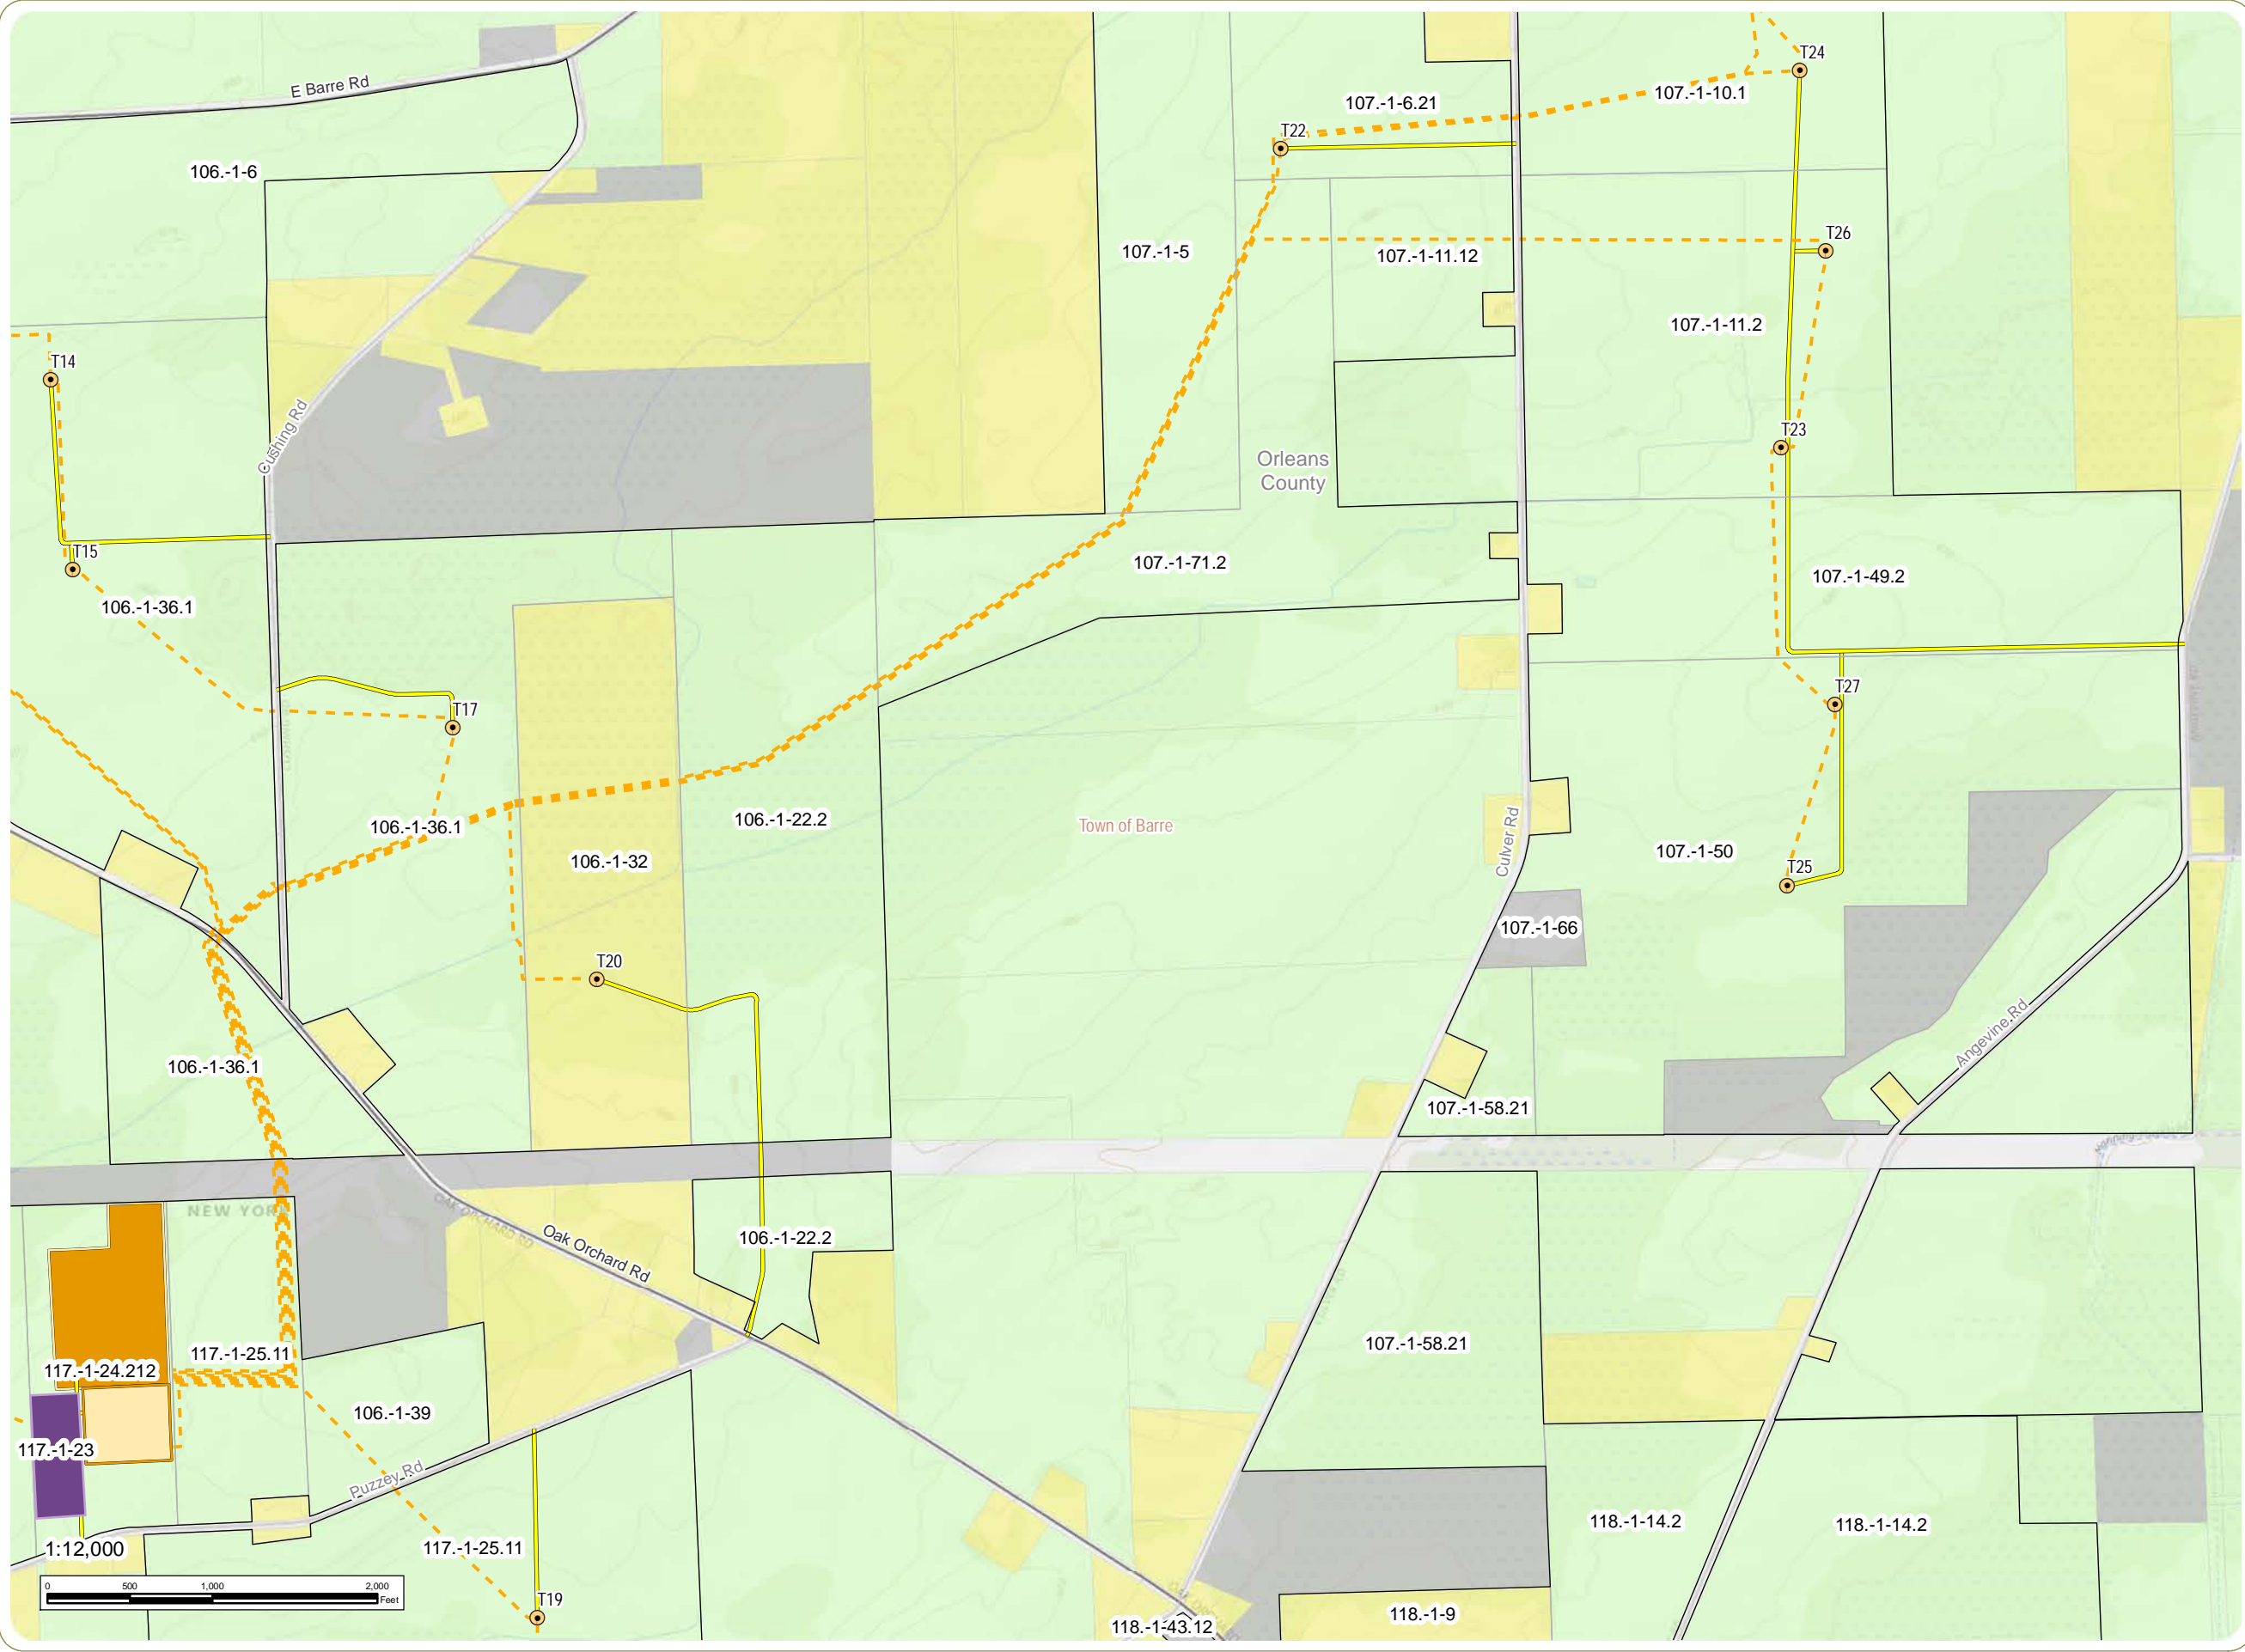 T24
E Barre Rd
107.-1-10.1
107.-1-6.21
T22
106.-1-6
T26
107.-1-5
107.-1-11.12
107.-1-11.2
T14
Cushing Rd
T23
Orleans
County
T15
107.-1-71.2
107.-1-49.2
106.-1-36.1
T17
T27
106.-1-36.1
106.-1-22.2
Town of Barre
Culver Rd
106.-1-32
107.-1-50
T25
107.-1-66
T20
Angevine Rd
106.-1-36.1
107.-1-58.21
NEW YORK
OAK ORCHARD RD
Oak Orchard Rd
106.-1-22.2
117.-1-25.11
107.-1-58.21
117.-1-24.212
106.-1-39
117.-1-23
Puzzey Rd
118.-1-14.2
118.-1-14.2
117.-1-25.11
1:12,000
0 500 1,000 2,000
Feet
T19
118.-1-9
118.-1-43.12